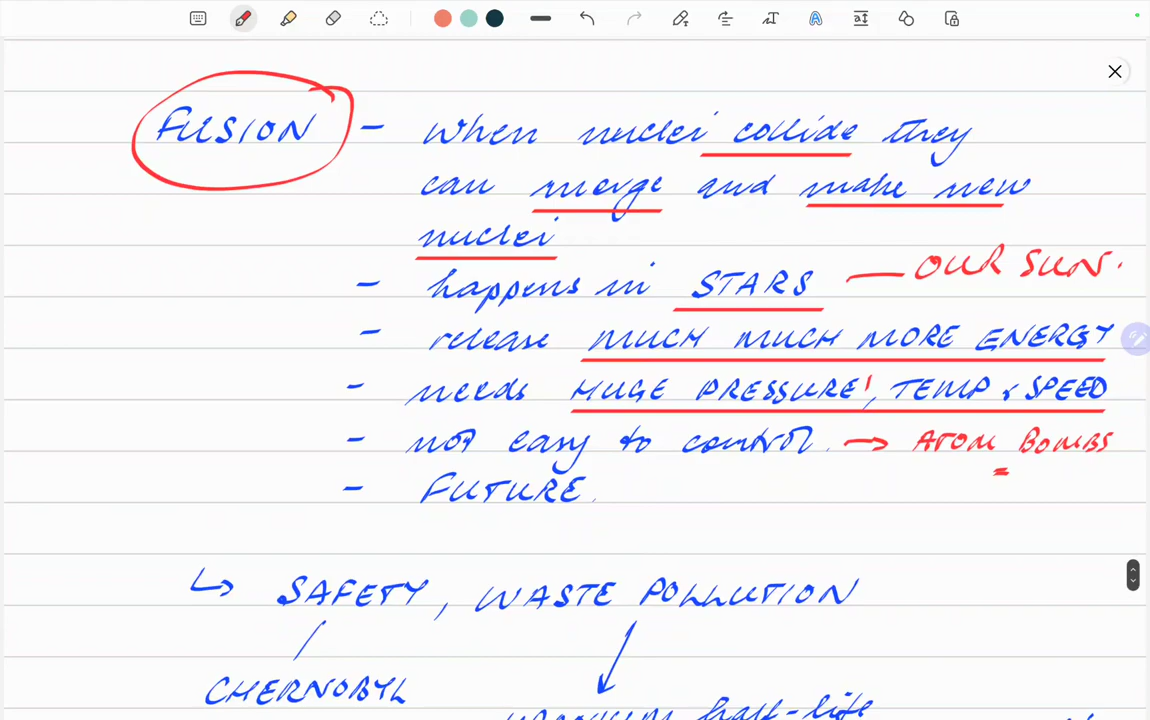 FUSION - when nuclei collide they
can merge and make new
nuclei
- happens in STARS — OUR SUN.
- release MUCH MUCH MORE ENERGY
- needs HUGE PRESSURE!, TEMP & SPEED
- not easy to control. → ATOM BOMBS
- FUTURE.
↳ SAFETY, WASTE POLLUTION
CHERNOBYL
half-life